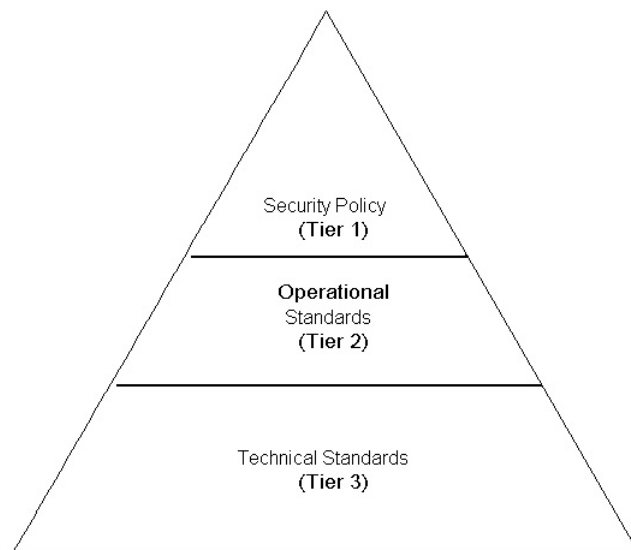 Security Policy
(Tier 1)
Operational
Standards
(Tier 2)
Technical Standards
(Tier 3)